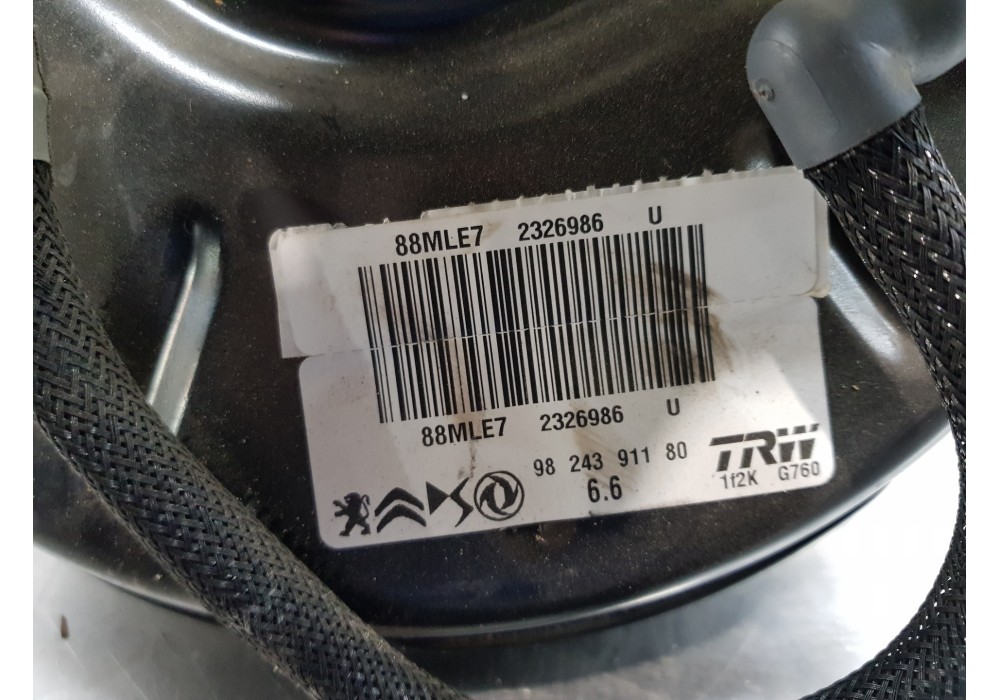 88MLE7 2326986 U
88MLE7 2326986 U
98 243 911 80
6.6
TRW
1f2K G760